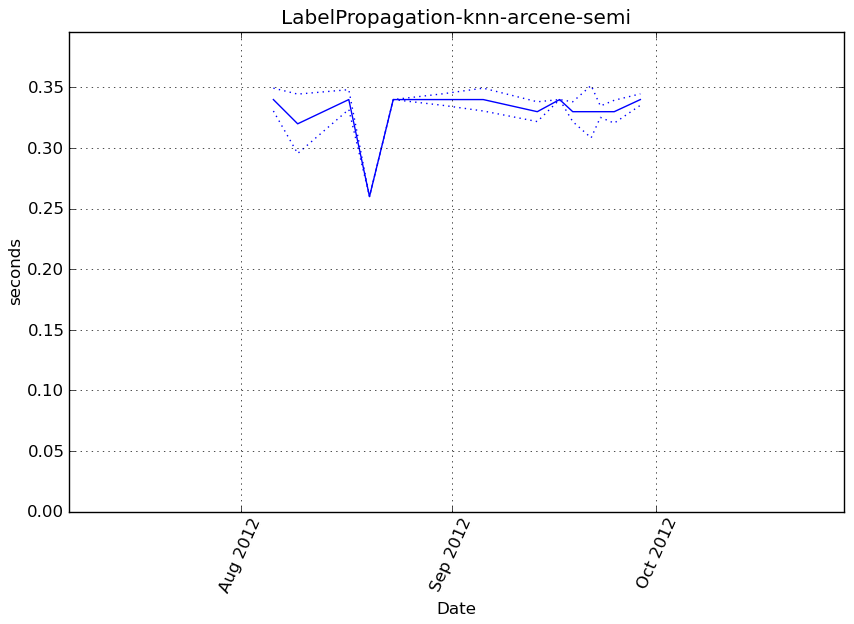 LabelPropagation-knn-arcene-semi
0.35
0.30
0.25
0.20
0.15
0.10
0.05
0.00
seconds
Aug 2012
Sep 2012
Oct 2012
Date